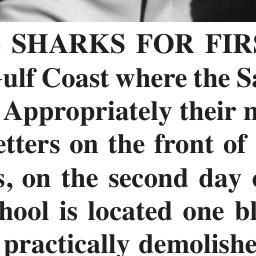 SHARKS FOR FIRS
ulf Coast where the Sa
Appropriately their n
etters on the front of
s, on the second day
hool is located one bl
practically demolishe